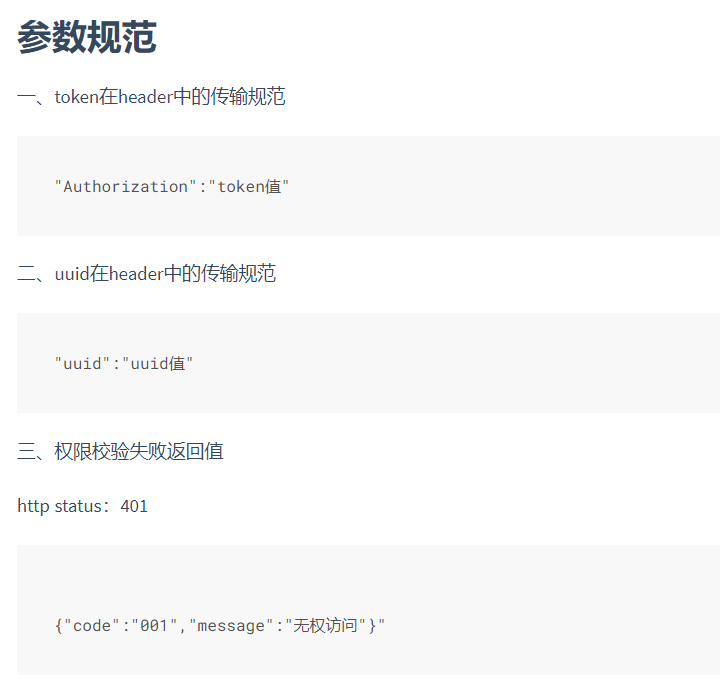 参数规范
一、token在header中的传输规范
"Authorization":"token值"
二、uuid在header中的传输规范
"uuid":"uuid值"
三、权限校验失败返回值
http status：401
{"code":"001","message":"无权访问"}"